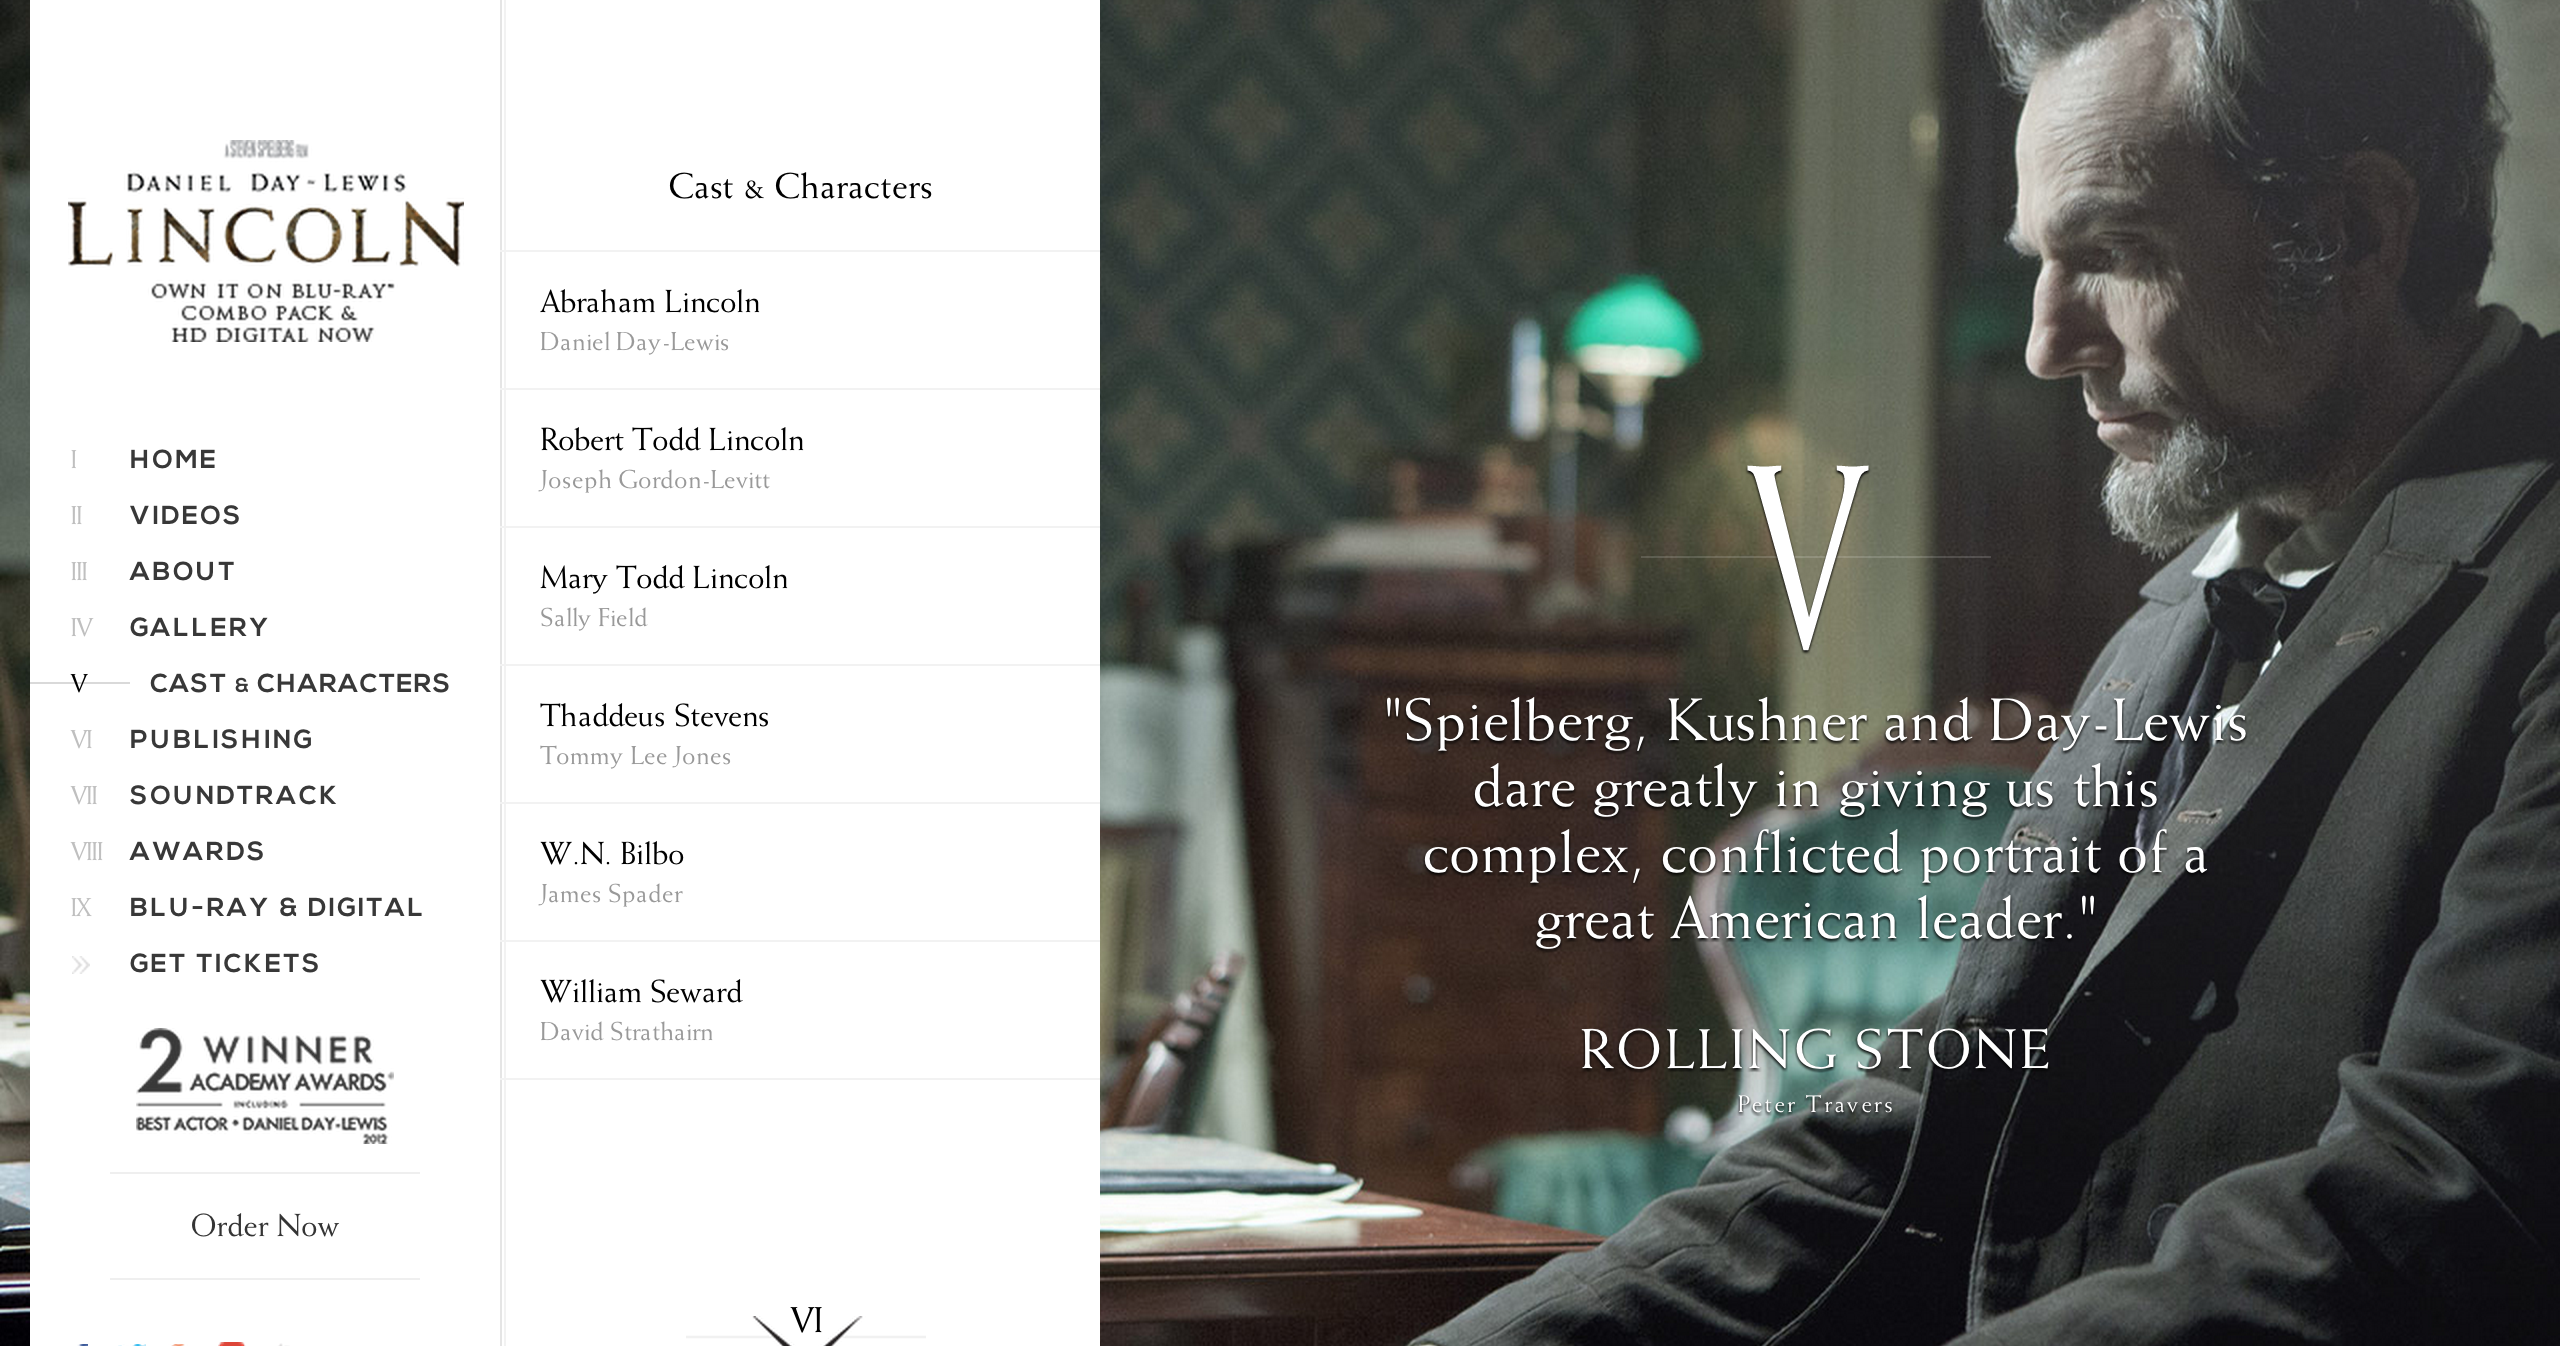 A STEVEN SPIELBERG FILM
DANIEL DAY-LEWIS
LINCOLN
OWN IT ON BLU-RAY™
COMBO PACK &
HD DIGITAL NOW
I HOME
II VIDEOS
III ABOUT
IV GALLERY
V CAST & CHARACTERS
VI PUBLISHING
VII SOUNDTRACK
VIII AWARDS
IX BLU-RAY & DIGITAL
» GET TICKETS
2 WINNER
ACADEMY AWARDS®
INCLUDING
BEST ACTOR • DANIEL DAY-LEWIS
2012
Order Now
Cast & Characters
Abraham Lincoln
Daniel Day-Lewis
Robert Todd Lincoln
Joseph Gordon-Levitt
Mary Todd Lincoln
Sally Field
Thaddeus Stevens
Tommy Lee Jones
W.N. Bilbo
James Spader
William Seward
David Strathairn
VI
V
"Spielberg, Kushner and Day-Lewis
dare greatly in giving us this
complex, conflicted portrait of a
great American leader."
ROLLING STONE
Peter Travers